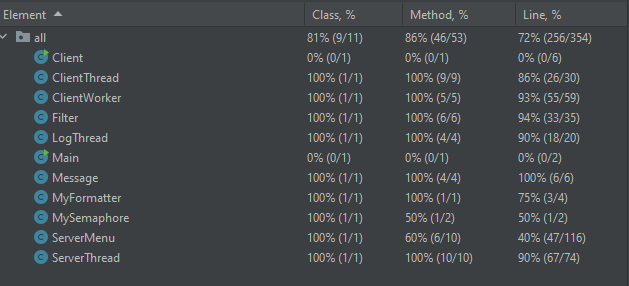 Element Class, % Method, % Line, %
all 81% (9/11) 86% (46/53) 72% (256/354)
Client 0% (0/1) 0% (0/1) 0% (0/6)
ClientThread 100% (1/1) 100% (9/9) 86% (26/30)
ClientWorker 100% (1/1) 100% (5/5) 93% (55/59)
Filter 100% (1/1) 100% (6/6) 94% (33/35)
LogThread 100% (1/1) 100% (4/4) 90% (18/20)
Main 0% (0/1) 0% (0/1) 0% (0/2)
Message 100% (1/1) 100% (4/4) 100% (6/6)
MyFormatter 100% (1/1) 100% (1/1) 75% (3/4)
MySemaphore 100% (1/1) 50% (1/2) 50% (1/2)
ServerMenu 100% (1/1) 60% (6/10) 40% (47/116)
ServerThread 100% (1/1) 100% (10/10) 90% (67/74)